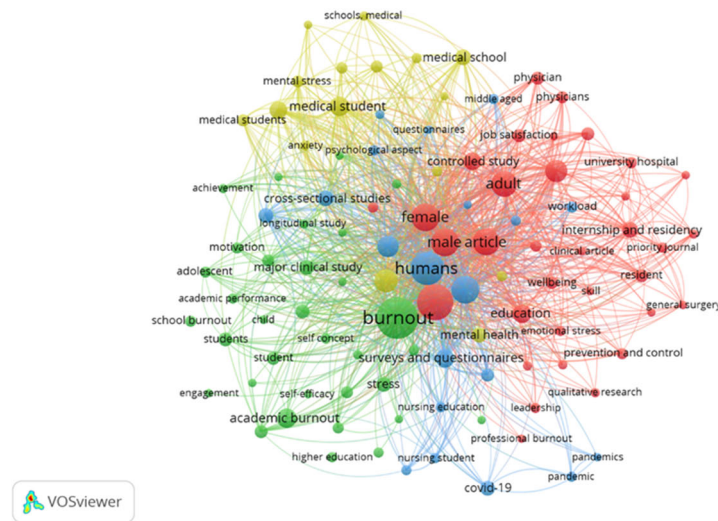 schools, medical
medical school
mental stress
physician
medical student
middle aged
physicians
medical students
questionnaires
job satisfaction
anxiety
psychological aspect
controlled study
university hospital
achievement
adult
cross-sectional studies
workload
female
longitudinal study
internship and residency
male article
motivation
clinical article
priority journal
adolescent
major clinical study
humans
resident
wellbeing
skill
academic performance
general surgery
school burnout
child
burnout
education
students
self concept
mental health
emotional stress
student
surveys and questionnaires
prevention and control
stress
engagement
self-efficacy
qualitative research
nursing education
leadership
academic burnout
professional burnout
higher education
nursing student
pandemics
pandemic
covid-19
VOSviewer